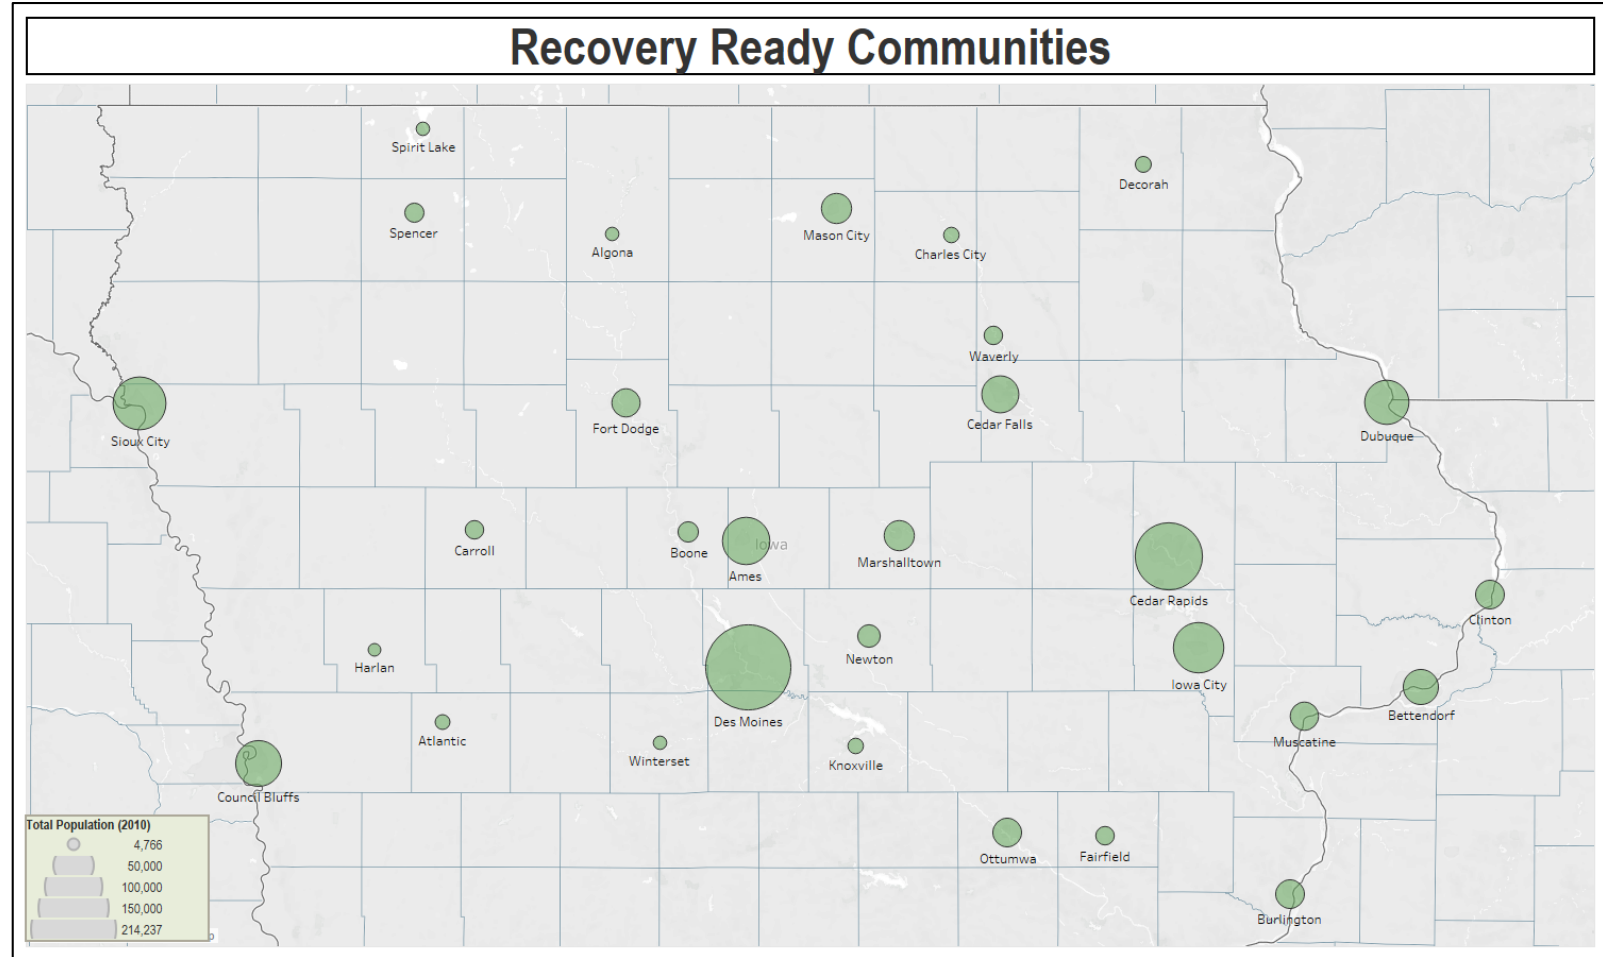 Recovery Ready Communities
Spirit Lake
Decorah
Spencer
Mason City
Algona
Charles City
Waverly
Sioux City
Fort Dodge
Cedar Falls
Dubuque
Carroll
Boone
Iowa
Ames
Marshalltown
Cedar Rapids
Clinton
Harlan
Newton
Iowa City
Des Moines
Bettendorf
Atlantic
Winterset
Knoxville
Muscatine
Council Bluffs
Ottumwa
Fairfield
Burlington
Total Population (2010)
4,766
50,000
100,000
150,000
214,237